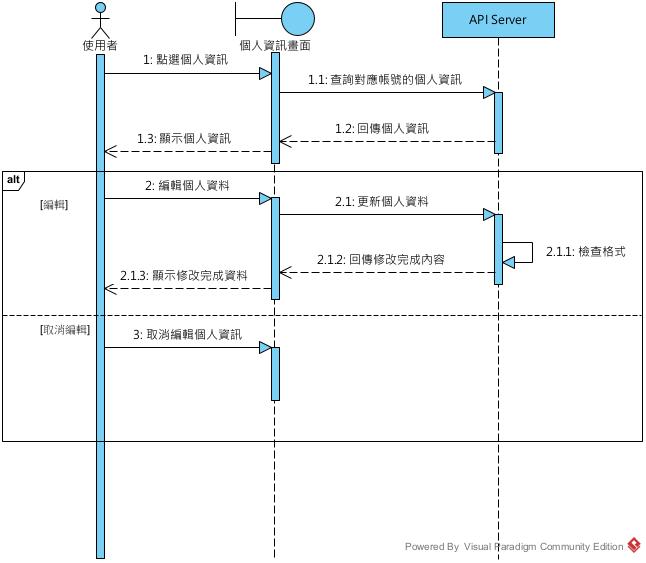 使用者
個人資訊畫面
API Server
1: 點選個人資訊
1.1: 查詢對應帳號的個人資訊
1.2: 回傳個人資訊
1.3: 顯示個人資訊
alt
[編輯]
2: 編輯個人資料
2.1: 更新個人資料
2.1.1: 檢查格式
2.1.2: 回傳修改完成內容
2.1.3: 顯示修改完成資料
[取消編輯]
3: 取消編輯個人資訊
Powered By Visual Paradigm Community Edition